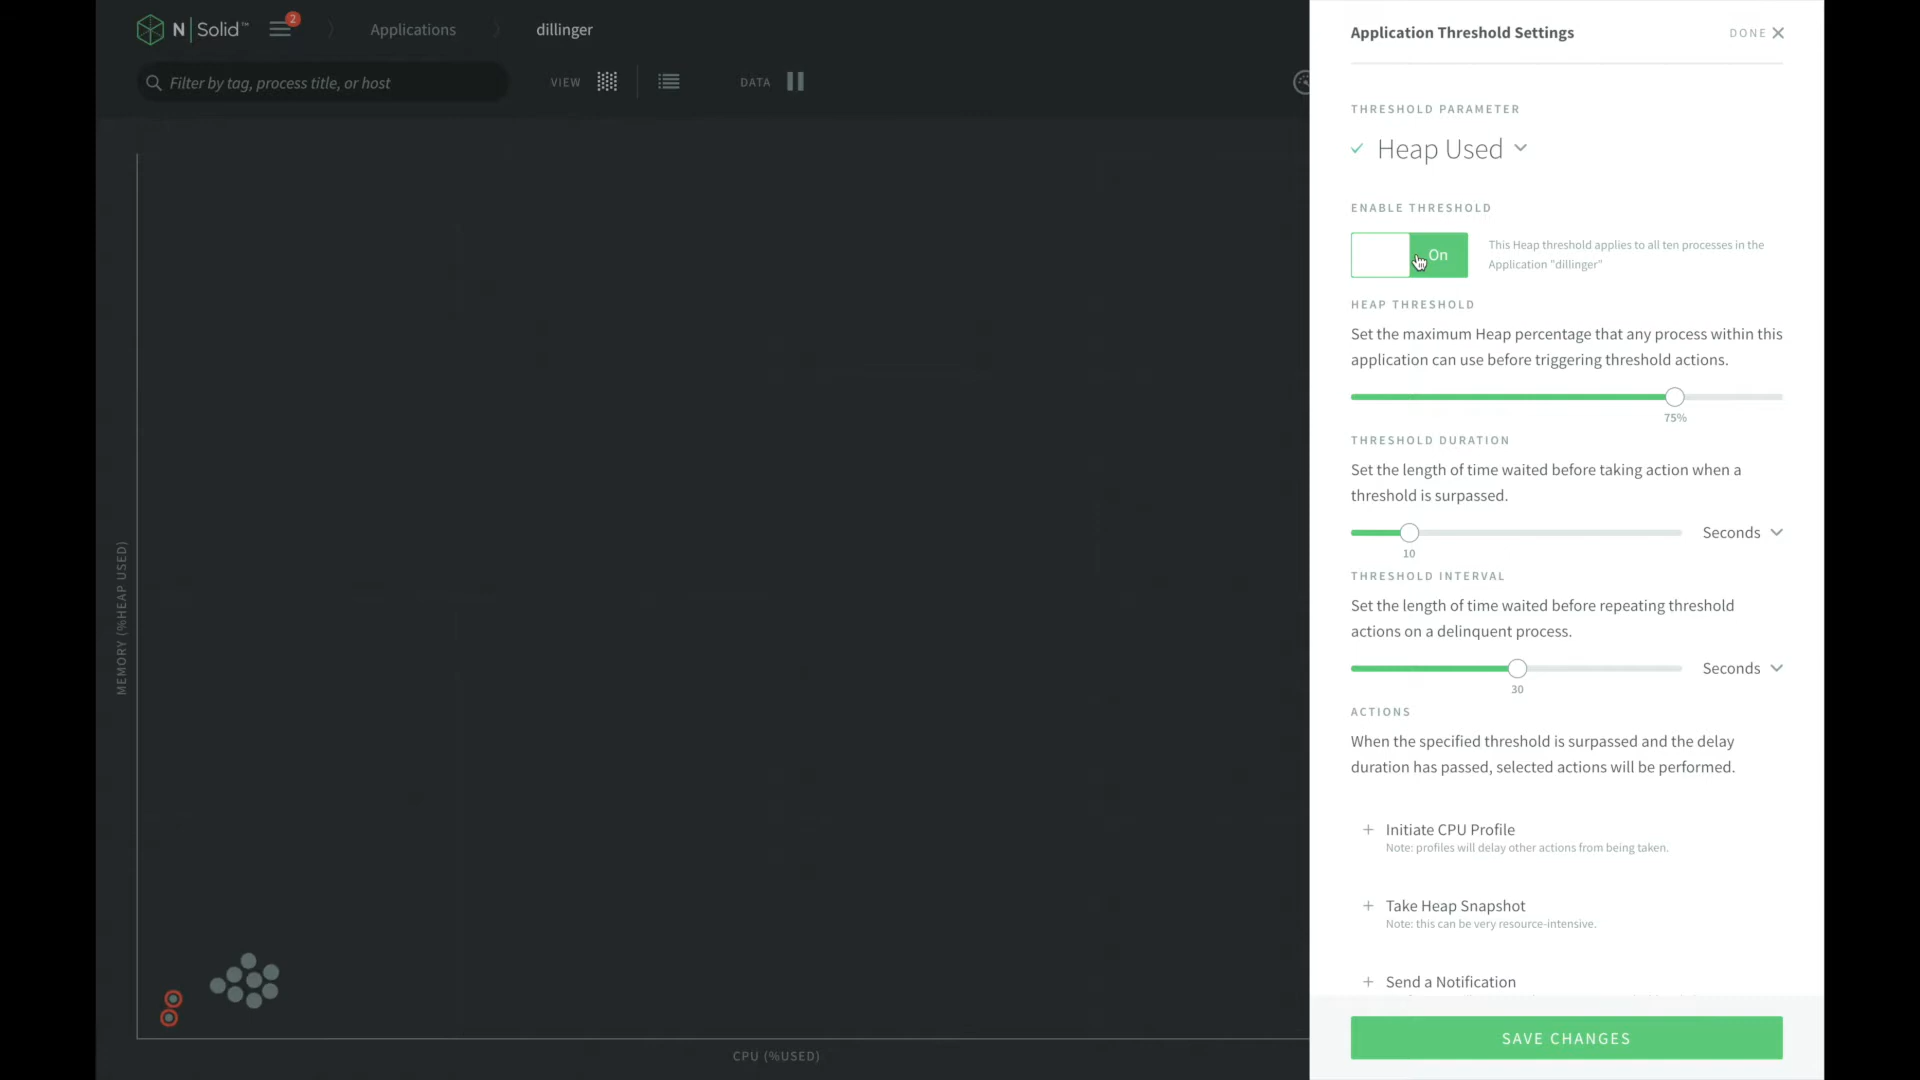 N Solid™
2
Applications
dillinger
Filter by tag, process title, or host
VIEW
DATA
MEMORY (%HEAP USED)
CPU (%USED)
Application Threshold Settings
DONE
THRESHOLD PARAMETER
Heap Used
ENABLE THRESHOLD
On
This Heap threshold applies to all ten processes in the
Application "dillinger"
HEAP THRESHOLD
Set the maximum Heap percentage that any process within this
application can use before triggering threshold actions.
75%
THRESHOLD DURATION
Set the length of time waited before taking action when a
threshold is surpassed.
Seconds
10
THRESHOLD INTERVAL
Set the length of time waited before repeating threshold
actions on a delinquent process.
Seconds
30
ACTIONS
When the specified threshold is surpassed and the delay
duration has passed, selected actions will be performed.
+ Initiate CPU Profile
Note: profiles will delay other actions from being taken.
+ Take Heap Snapshot
Note: this can be very resource-intensive.
+ Send a Notification
SAVE CHANGES